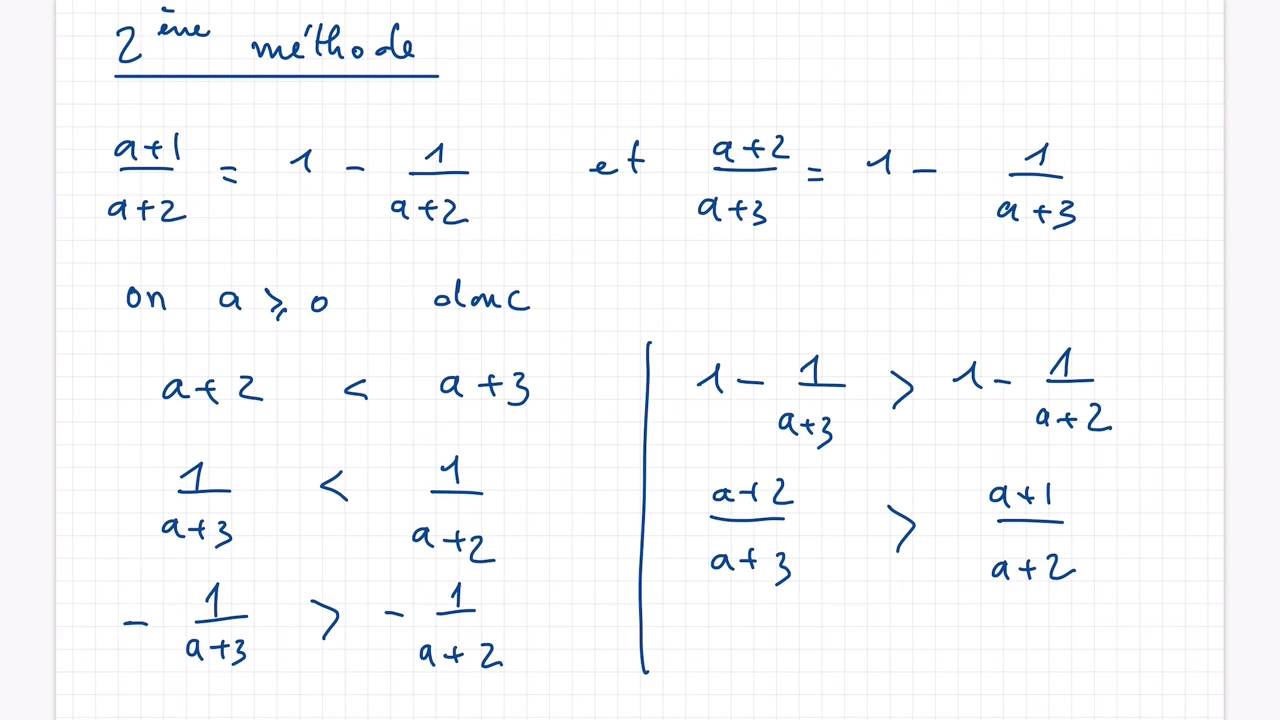 2ème méthode
(a+1)/(a+2) = 1 - 1/(a+2) et (a+2)/(a+3) = 1 - 1/(a+3)
on a ⩾ 0 donc
a+2 < a+3
1/(a+3) < 1/(a+2)
- 1/(a+3) > - 1/(a+2)
1 - 1/(a+3) > 1 - 1/(a+2)
(a+2)/(a+3) > (a+1)/(a+2)